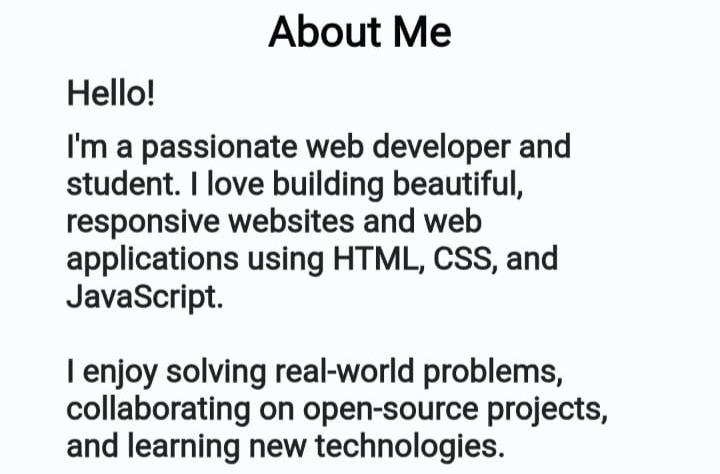 About Me
Hello!
I'm a passionate web developer and
student. I love building beautiful,
responsive websites and web
applications using HTML, CSS, and
JavaScript.
I enjoy solving real-world problems,
collaborating on open-source projects,
and learning new technologies.